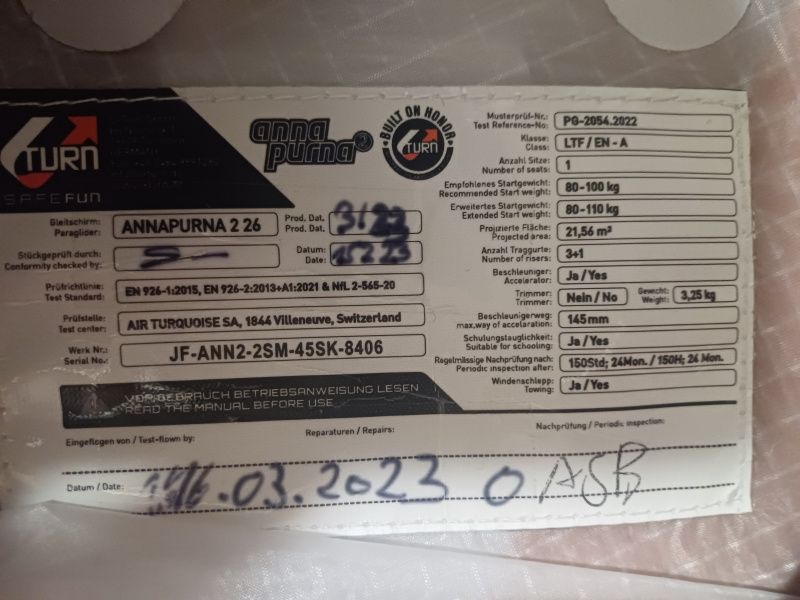 TURN
SAFEFUN
anna
purna2
BUILT ON HONOR
TURN
Gleitschirm:
Paraglider:
ANNAPURNA 2 26
Prod. Dat.
Prod. Dat.
Stückgeprüft durch:
Conformity checked by:
Datum:
Date:
Prüfrichtlinie:
Test Standard:
EN 926-1:2015, EN 926-2:2013+A1:2021 & NfL 2-565-20
Prüfstelle:
Test center:
AIR TURQUOISE SA, 1844 Villeneuve, Switzerland
Werk Nr.:
Serial No.:
JF-ANN2-2SM-45SK-8406
VOR GEBRAUCH BETRIEBSANWEISUNG LESEN
READ THE MANUAL BEFORE USE
Musterprüf-Nr.:
Test Reference-No:
PG-2054.2022
Klasse:
Class:
LTF / EN - A
Anzahl Sitze:
Number of seats:
1
Empfohlenes Startgewicht:
Recommended Start weight:
80-100 kg
Erweitertes Startgewicht:
Extended Start weight:
80-110 kg
Projizierte Fläche:
Projected area:
21,56 m²
Anzahl Traggurte:
Number of risers:
3+1
Beschleuniger:
Accelerator:
Ja / Yes
Trimmer:
Trimmer:
Nein / No
Gewicht:
Weight:
3,25 kg
Beschleunigerweg:
max.way of accelaration:
145mm
Schulungstauglichkeit:
Suitable for schooling:
Ja / Yes
Regelmässige Nachprüfung nach:
Periodic inspection after:
150Std; 24Mon. / 150H; 24 Mon.
Windenschlepp:
Towing:
Ja / Yes
Eingeflogen von / Test-flown by:
Reparaturen / Repairs:
Nachprüfung / Periodic inspection:
Datum / Date:
.03.2023 O ASB